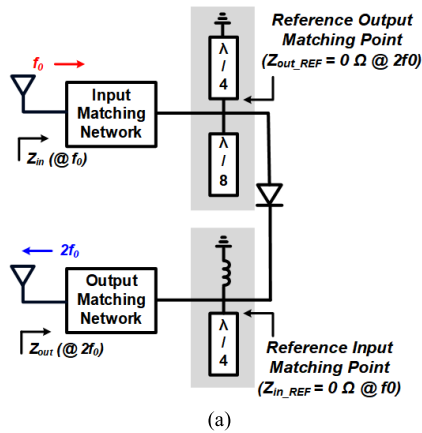 f0
Input
Matching
Network
Zin (@ f0)
λ
/
4
λ
/
8
Reference Output
Matching Point
(Zout_REF = 0 Ω @ 2f0)
2f0
Output
Matching
Network
Zout (@ 2f0)
λ
/
4
Reference Input
Matching Point
(Zin_REF = 0 Ω @ f0)
(a)